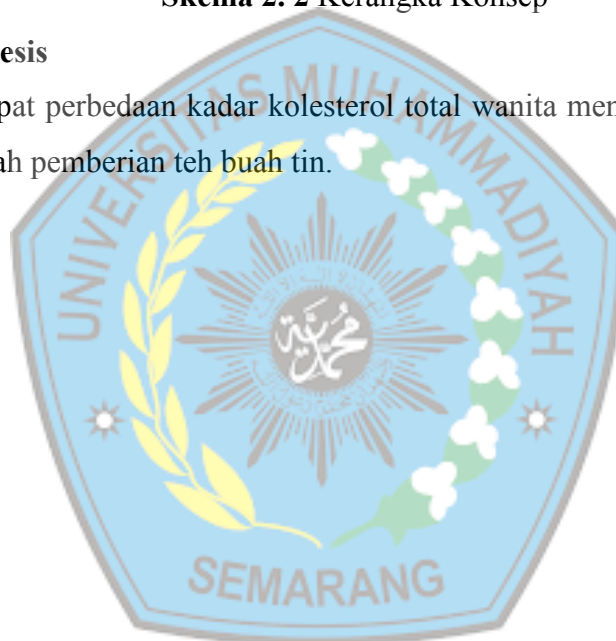 Skema 2. 2 Kerangka Konsep
esis
pat perbedaan kadar kolesterol total wanita men
ah pemberian teh buah tin.
UNIVERSITAS MUHAMMADIYAH
محمدية
SEMARANG